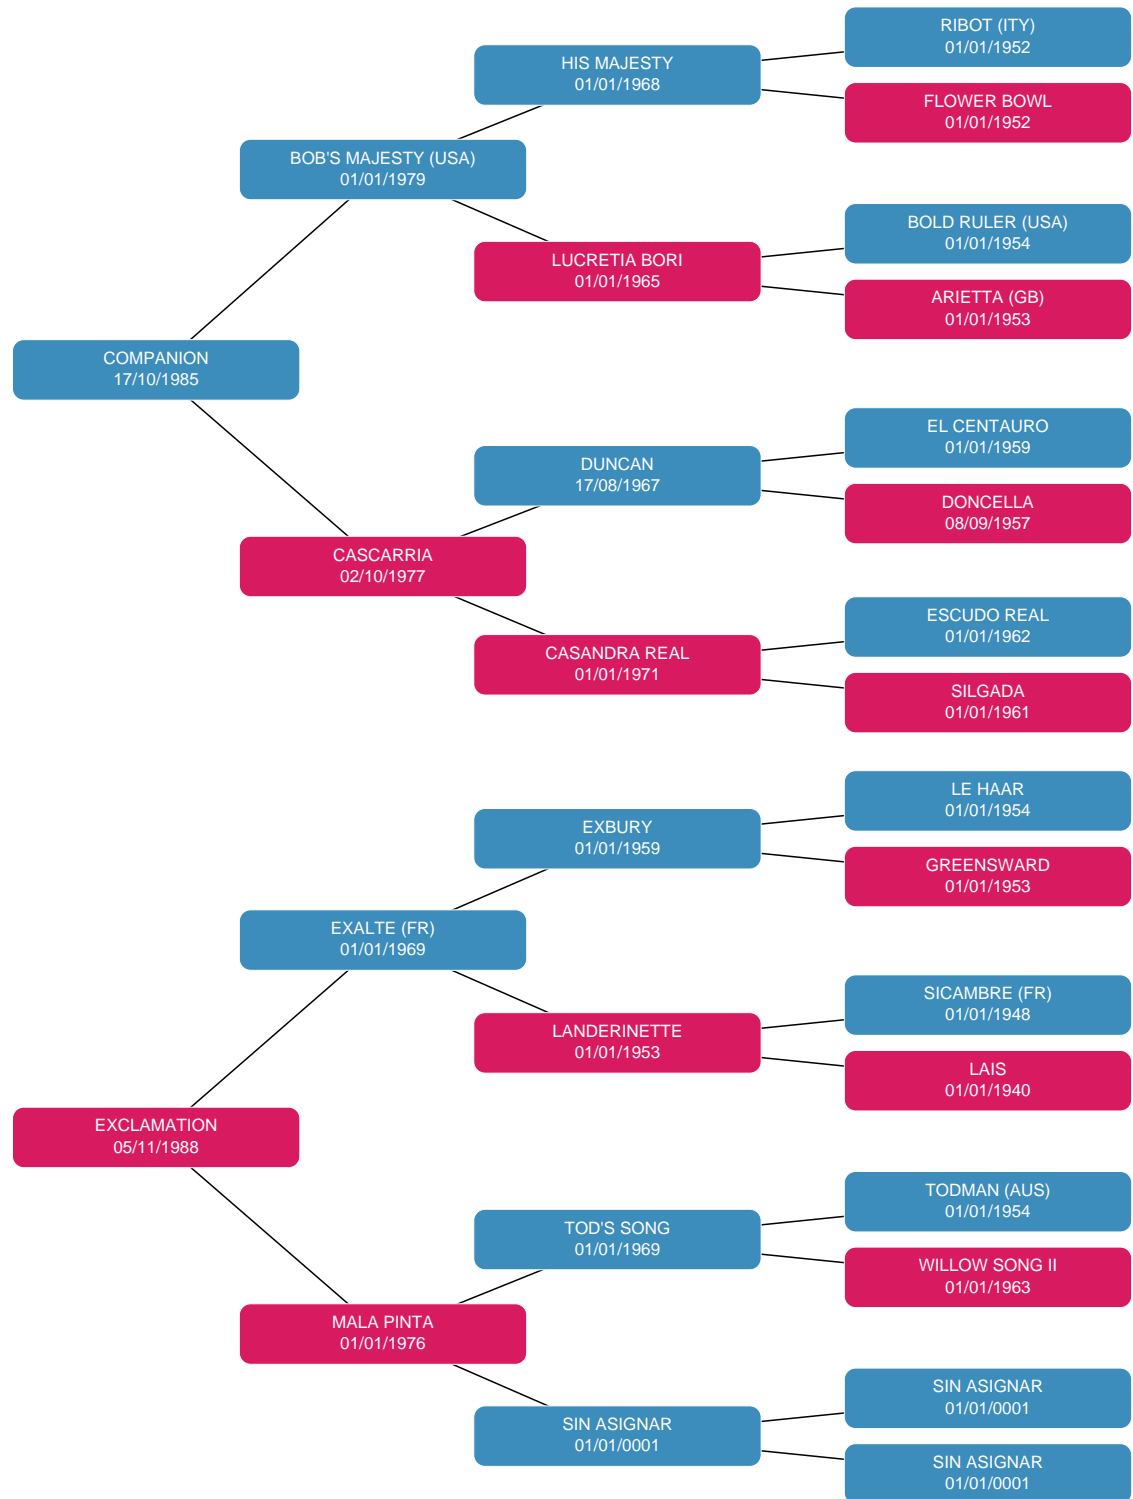 RIBOT (ITY)
01/01/1952
HIS MAJESTY
01/01/1968
FLOWER BOWL
01/01/1952
BOB'S MAJESTY (USA)
01/01/1979
BOLD RULER (USA)
01/01/1954
LUCRETIA BORI
01/01/1965
ARIETTA (GB)
01/01/1953
COMPANION
17/10/1985
EL CENTAURO
01/01/1959
DUNCAN
17/08/1967
DONCELLA
08/09/1957
CASCARRIA
02/10/1977
ESCUDO REAL
01/01/1962
CASANDRA REAL
01/01/1971
SILGADA
01/01/1961
LE HAAR
01/01/1954
EXBURY
01/01/1959
GREENSWARD
01/01/1953
EXALTE (FR)
01/01/1969
SICAMBRE (FR)
01/01/1948
LANDERINETTE
01/01/1953
LAIS
01/01/1940
EXCLAMATION
05/11/1988
TODMAN (AUS)
01/01/1954
TOD'S SONG
01/01/1969
WILLOW SONG II
01/01/1963
MALA PINTA
01/01/1976
SIN ASIGNAR
01/01/0001
SIN ASIGNAR
01/01/0001
SIN ASIGNAR
01/01/0001